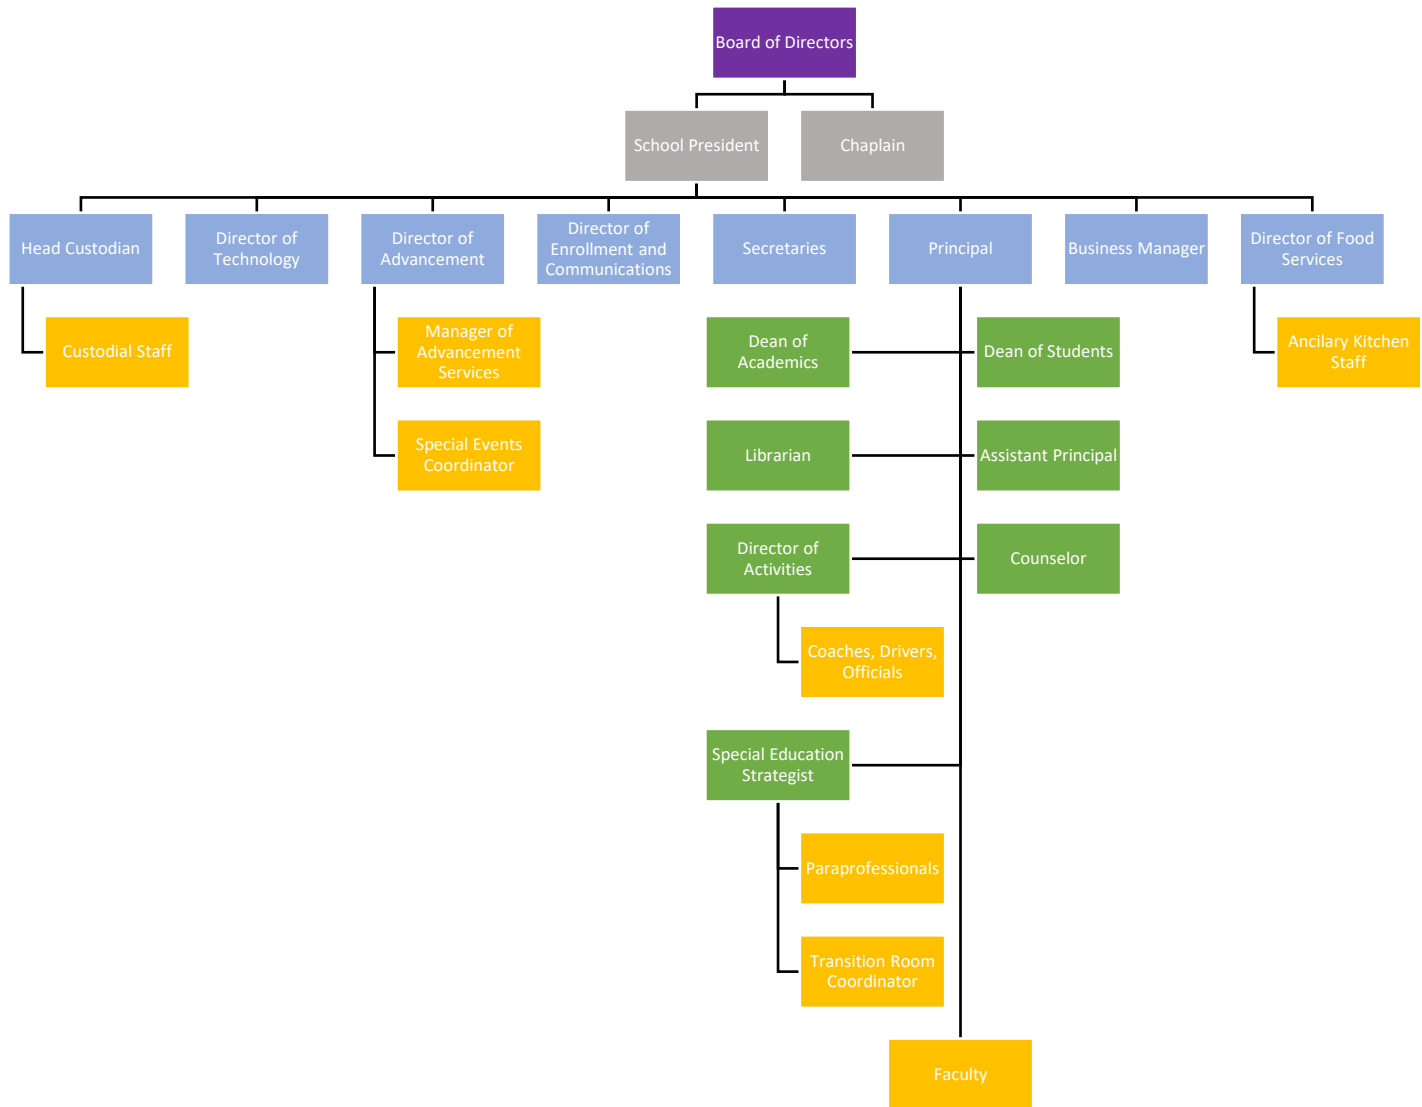 Board of Directors
School President
Chaplain
Head Custodian
Director of
Technology
Director of
Advancement
Director of
Enrollment and
Communications
Secretaries
Principal
Business Manager
Director of Food
Services
Custodial Staff
Manager of
Advancement
Services
Dean of
Academics
Dean of Students
Ancilary Kitchen
Staff
Special Events
Coordinator
Librarian
Assistant Principal
Director of
Activities
Counselor
Coaches, Drivers,
Officials
Special Education
Strategist
Paraprofessionals
Transition Room
Coordinator
Faculty